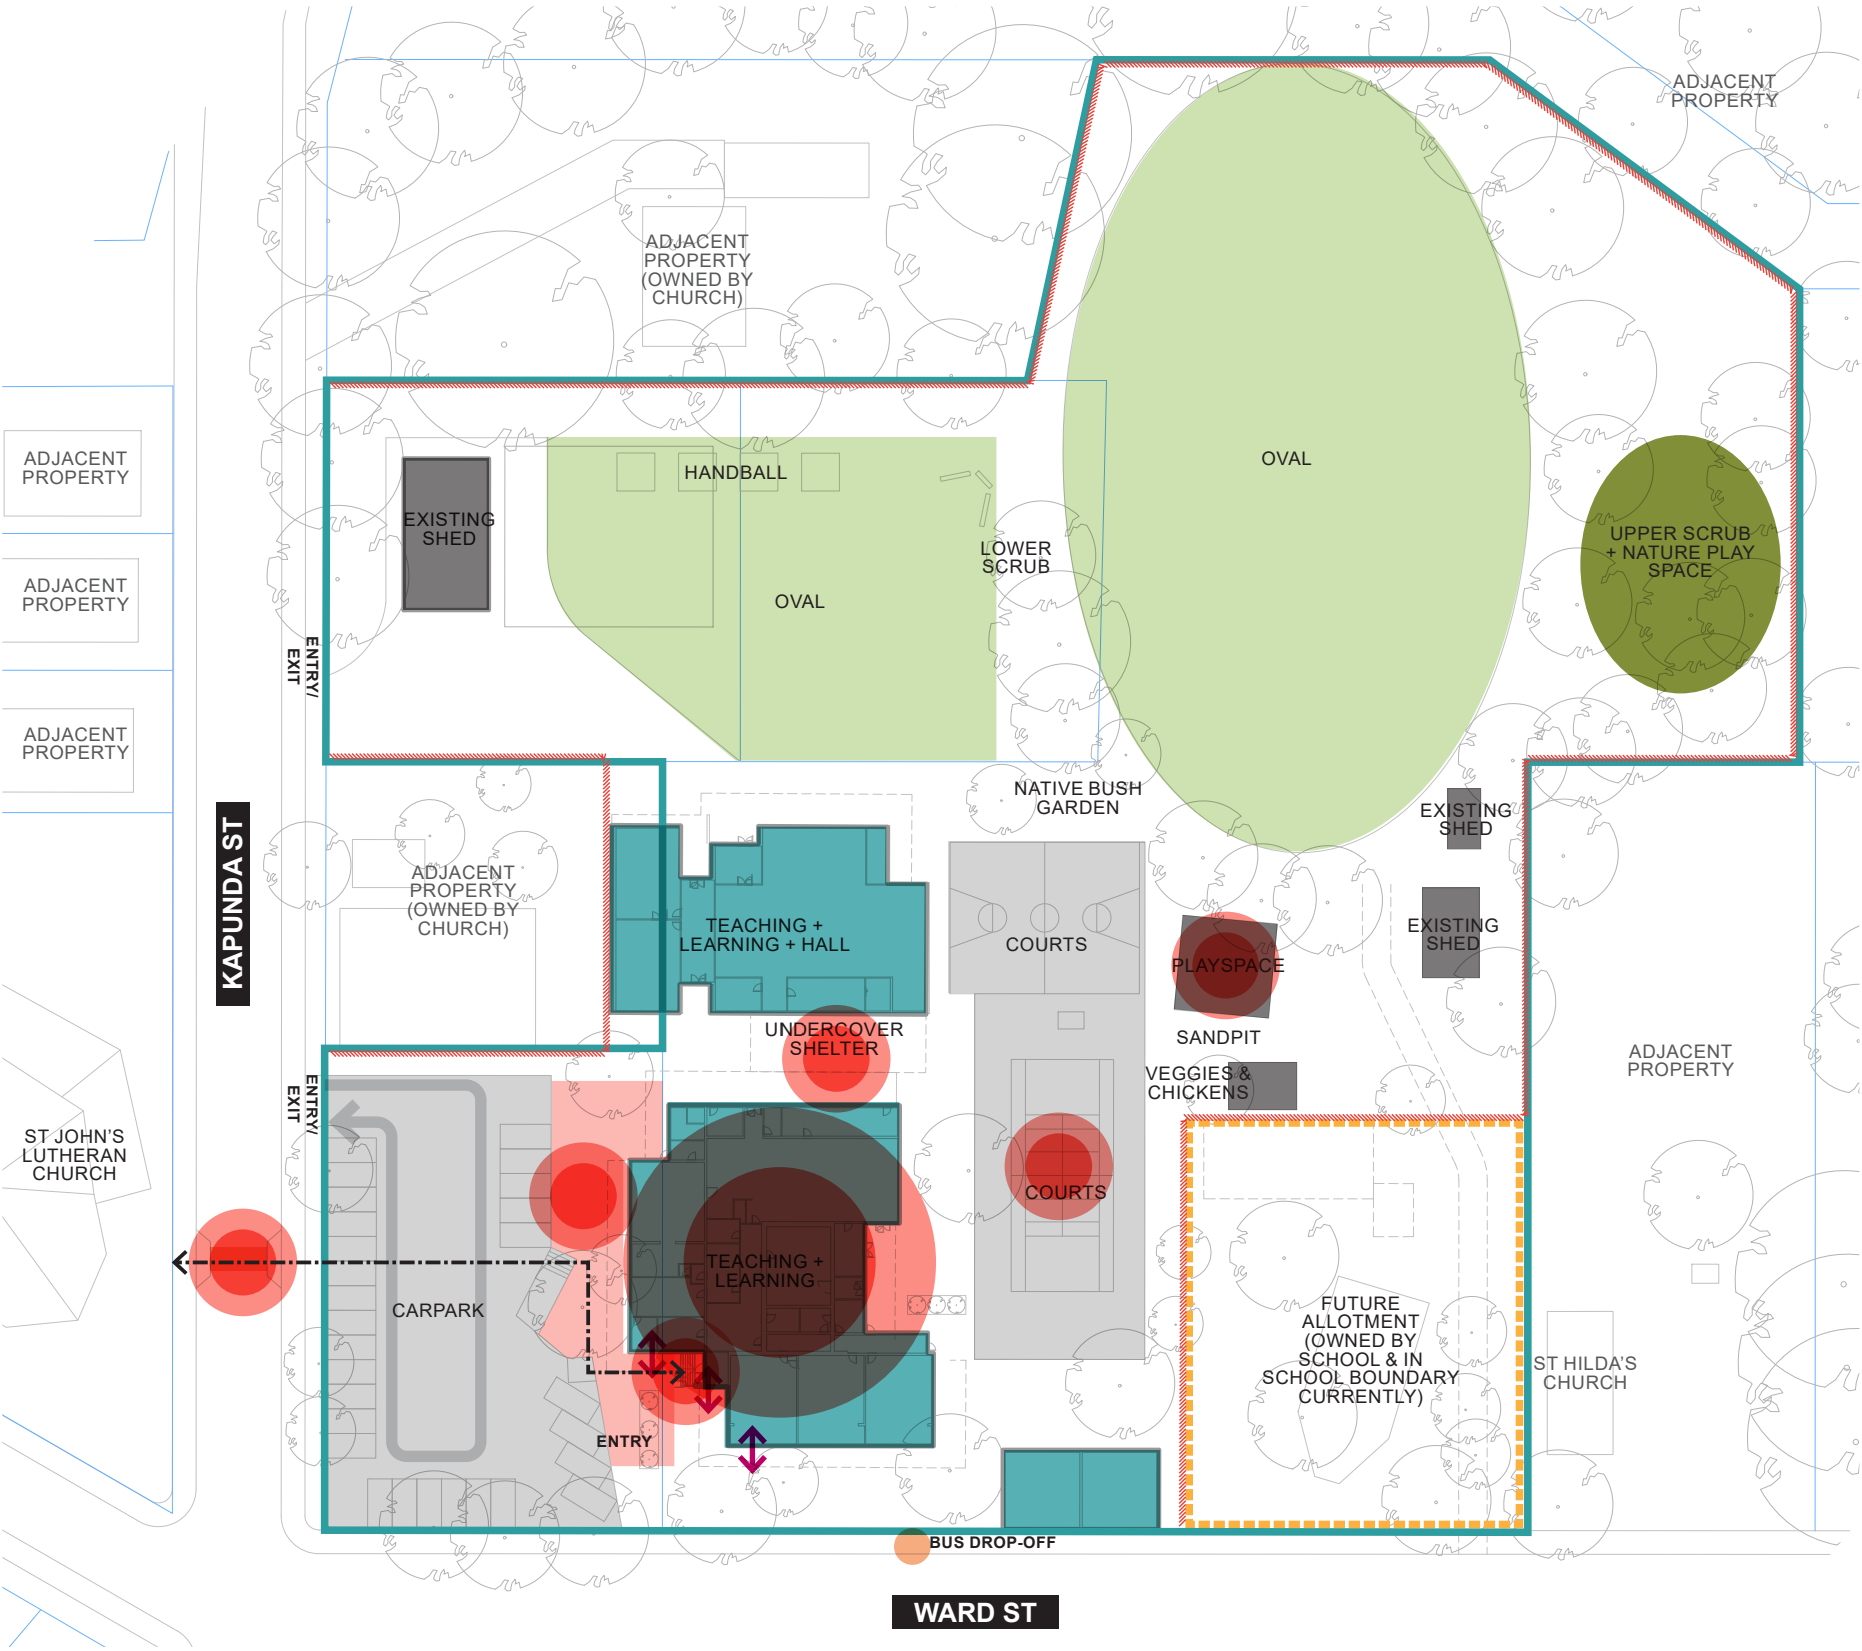 ADJACENT
PROPERTY
ADJACENT
PROPERTY
(OWNED BY
CHURCH)
ADJACENT
PROPERTY
HANDBALL
OVAL
EXISTING
SHED
LOWER
SCRUB
UPPER SCRUB
+ NATURE PLAY
SPACE
ADJACENT
PROPERTY
OVAL
ENTRY/
EXIT
ADJACENT
PROPERTY
NATIVE BUSH
GARDEN
EXISTING
SHED
KAPUNDA ST
ADJACENT
PROPERTY
(OWNED BY
CHURCH)
TEACHING +
LEARNING + HALL
COURTS
PLAYSPACE
EXISTING
SHED
UNDERCOVER
SHELTER
SANDPIT
ADJACENT
PROPERTY
VEGGIES &
CHICKENS
ENTRY/
EXIT
ST JOHN'S
LUTHERAN
CHURCH
COURTS
TEACHING +
LEARNING
CARPARK
FUTURE
ALLOTMENT
(OWNED BY
SCHOOL & IN
SCHOOL BOUNDARY
CURRENTLY)
ST HILDA'S
CHURCH
ENTRY
BUS DROP-OFF
WARD ST